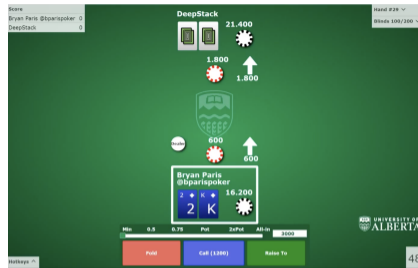 Score
Bryan Paris @bparispoker 0
DeepStack 0
Hand #29
Blinds 100/200
DeepStack
21.400
1.800
1.800
Dealer
600
600
Bryan Paris
@bparispoker
16.200
2 K
2 K
UNIVERSITY OF
ALBERTA
Min 0.5 0.75 Pot 2xPot All-in
3000
Fold
Call (1200)
Raise To
Hotkeys
48